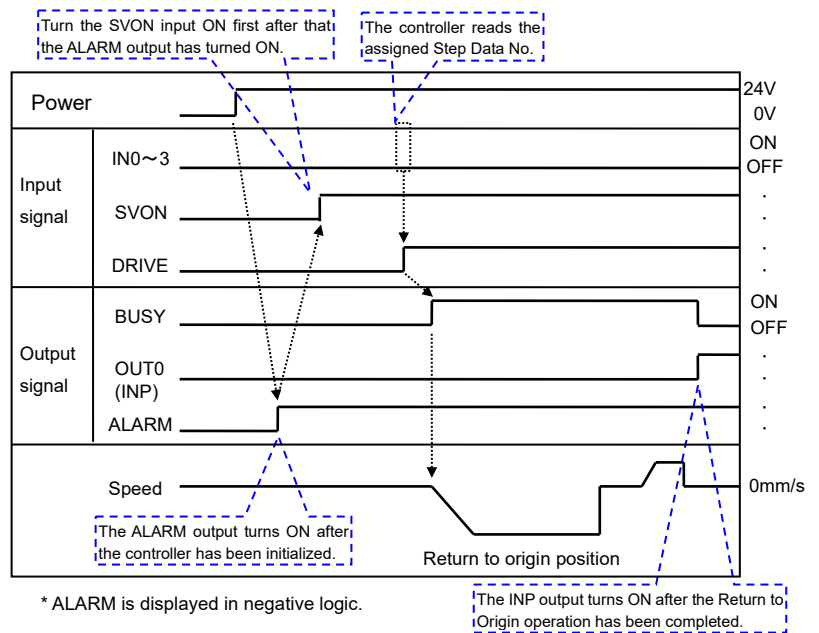 Turn the SVON input ON first after that
the ALARM output has turned ON.
The controller reads the
assigned Step Data No.
Power
24V
0V
Input
signal
IN0～3
ON
OFF
SVON
.
.
DRIVE
.
.
Output
signal
BUSY
ON
OFF
OUT0
(INP)
.
.
ALARM
.
.
Speed
0mm/s
The ALARM output turns ON after
the controller has been initialized.
Return to origin position
* ALARM is displayed in negative logic.
The INP output turns ON after the Return to
Origin operation has been completed.